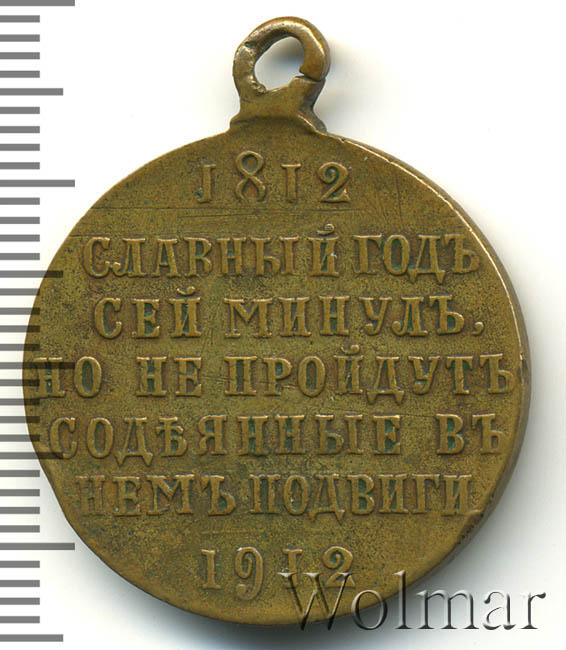 1812
СЛАВНЫЙ ГОДЪ
СЕЙ МИНУЛЪ,
НО НЕ ПРОЙДУТЪ
СОДѢЯННЫЕ ВЪ
НЕМЪ ПОДВИГИ
1912
Wolmar